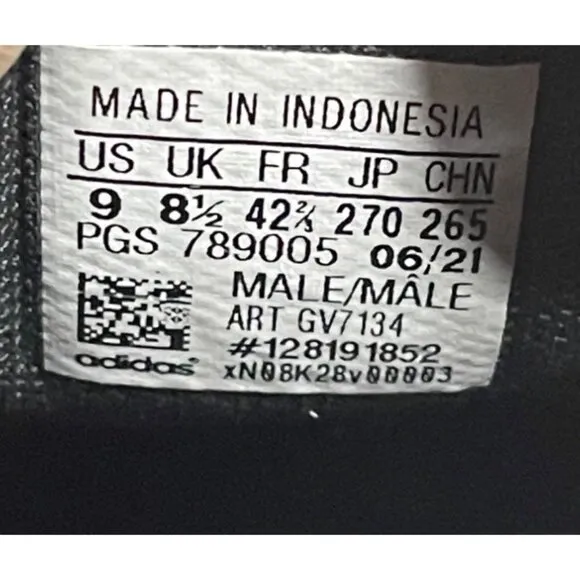 MADE IN INDONESIA
US UK FR JP CHN
9 8½ 42⅔ 270 265
PGS 789005 06/21
MALE/MÂLE
ART GV7134
#128191852
adidas xN08K28v00003